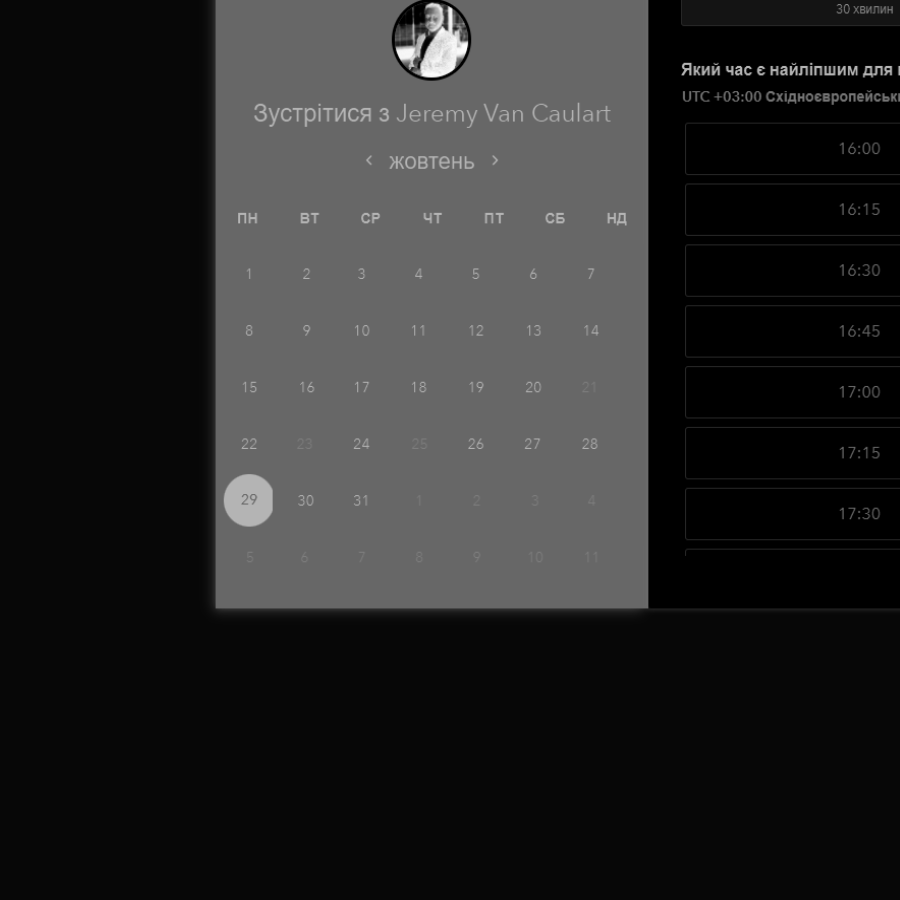 Зустрітися з Jeremy Van Caulart
‹ жовтень ›
ПН ВТ СР ЧТ ПТ СБ НД
1 2 3 4 5 6 7
8 9 10 11 12 13 14
15 16 17 18 19 20 21
22 23 24 25 26 27 28
29 30 31 1 2 3 4
5 6 7 8 9 10 11
30 хвилин
Який час є найліпшим для
UTC +03:00
16:00
16:15
16:30
16:45
17:00
17:15
17:30